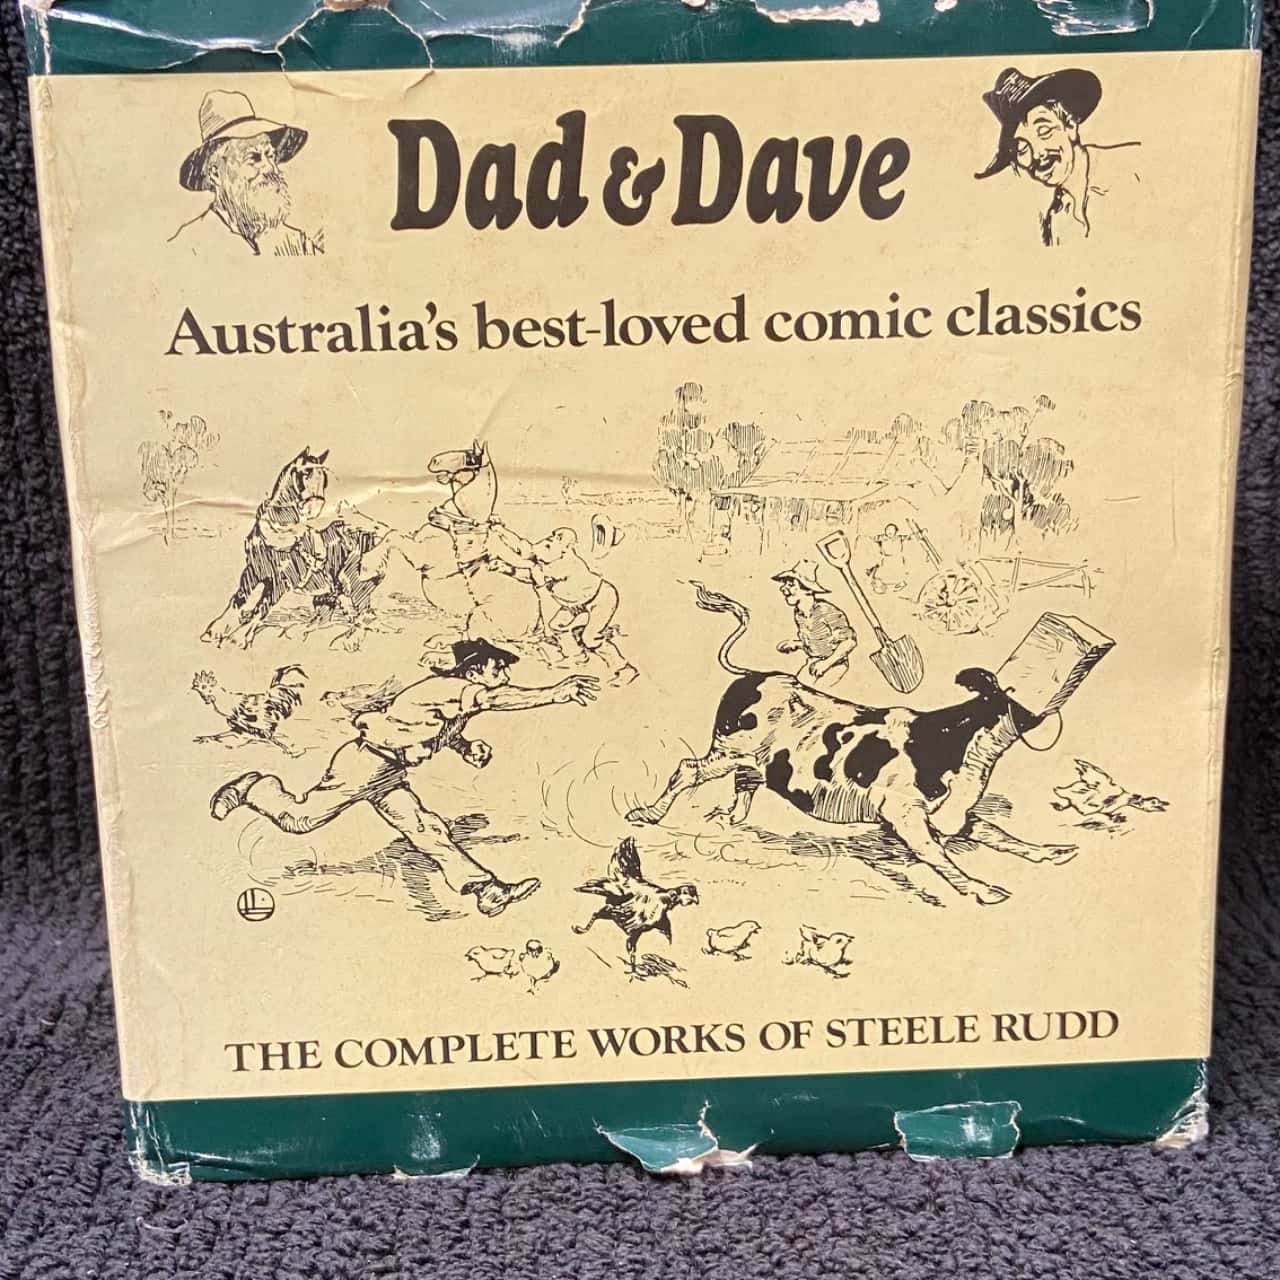 Dad & Dave
Australia's best-loved comic classics
THE COMPLETE WORKS OF STEELE RUDD